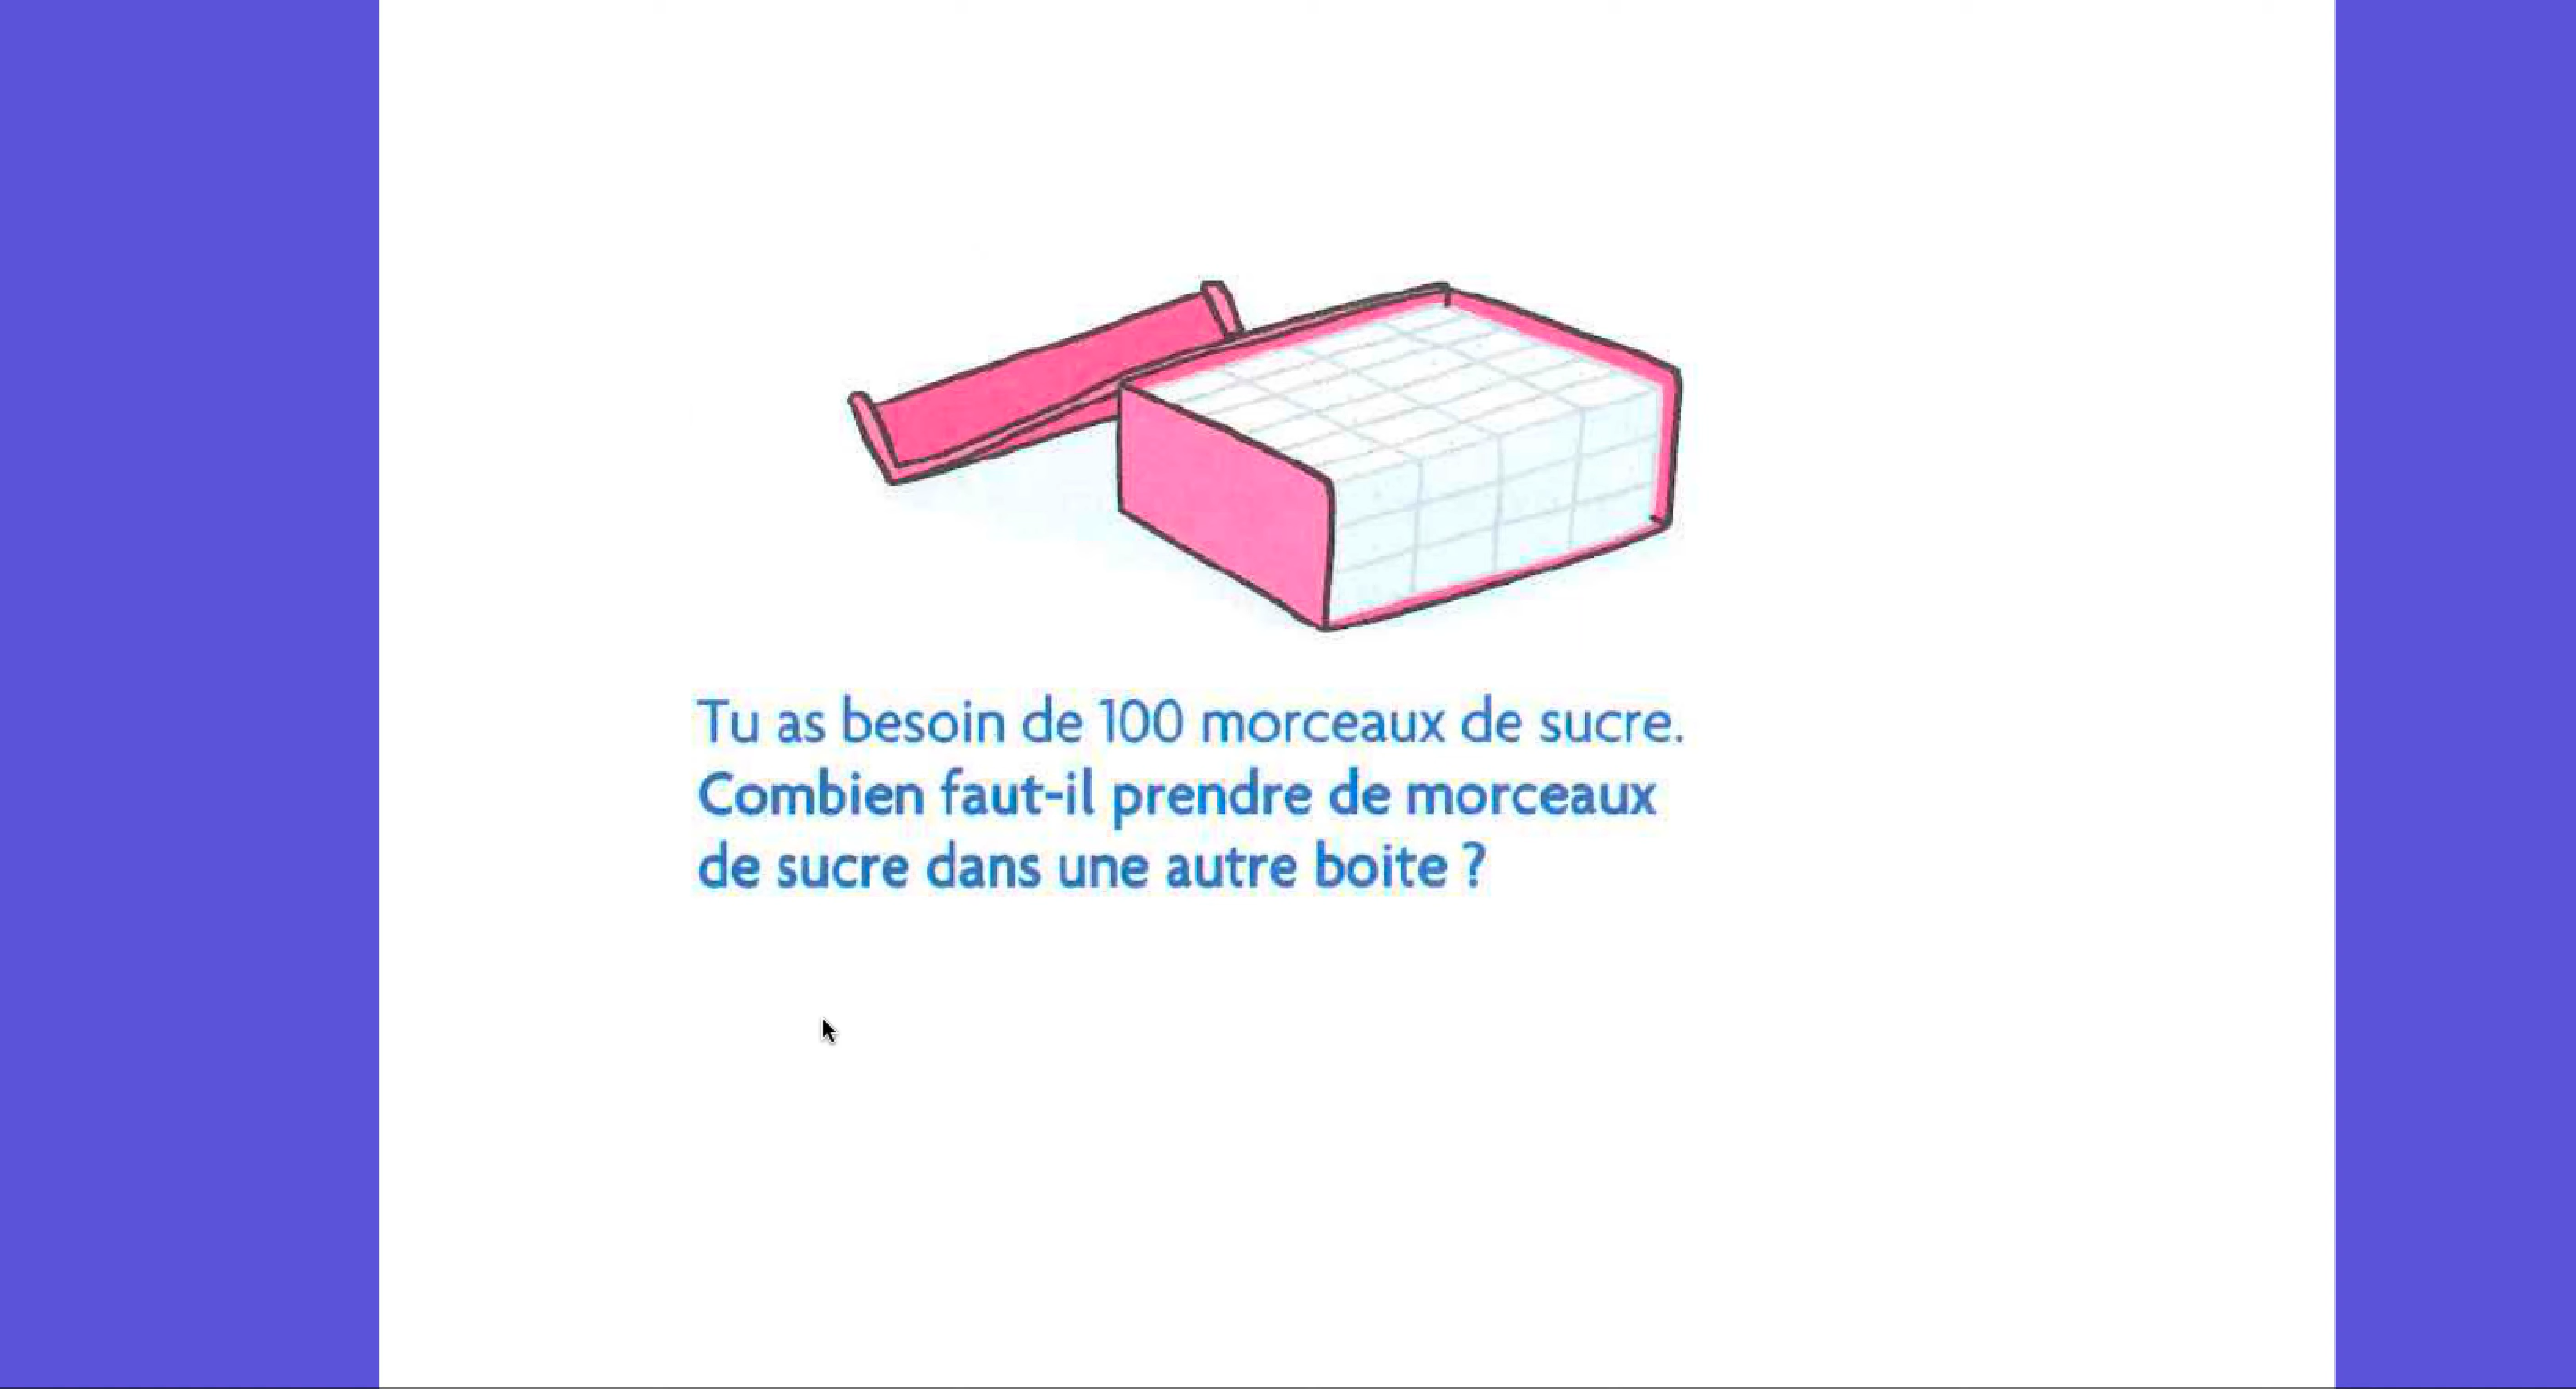 Tu as besoin de 100 morceaux de sucre.
Combien faut-il prendre de morceaux
de sucre dans une autre boite ?